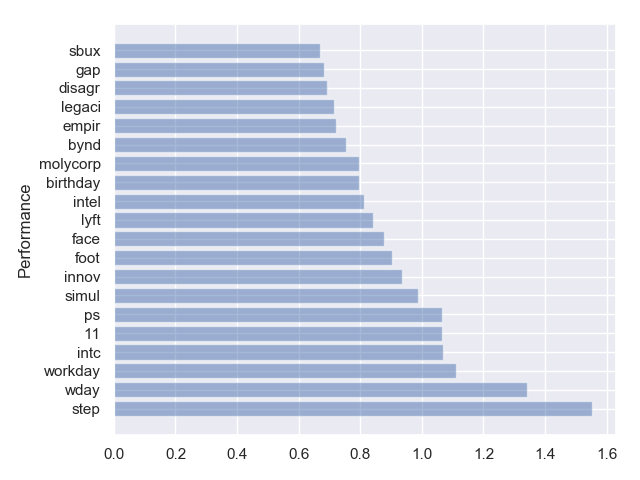 sbux
gap
disagr
legaci
empir
bynd
molycorp
birthday
intel
lyft
face
foot
innov
simul
ps
11
intc
workday
wday
step
Performance
0.0 0.2 0.4 0.6 0.8 1.0 1.2 1.4 1.6